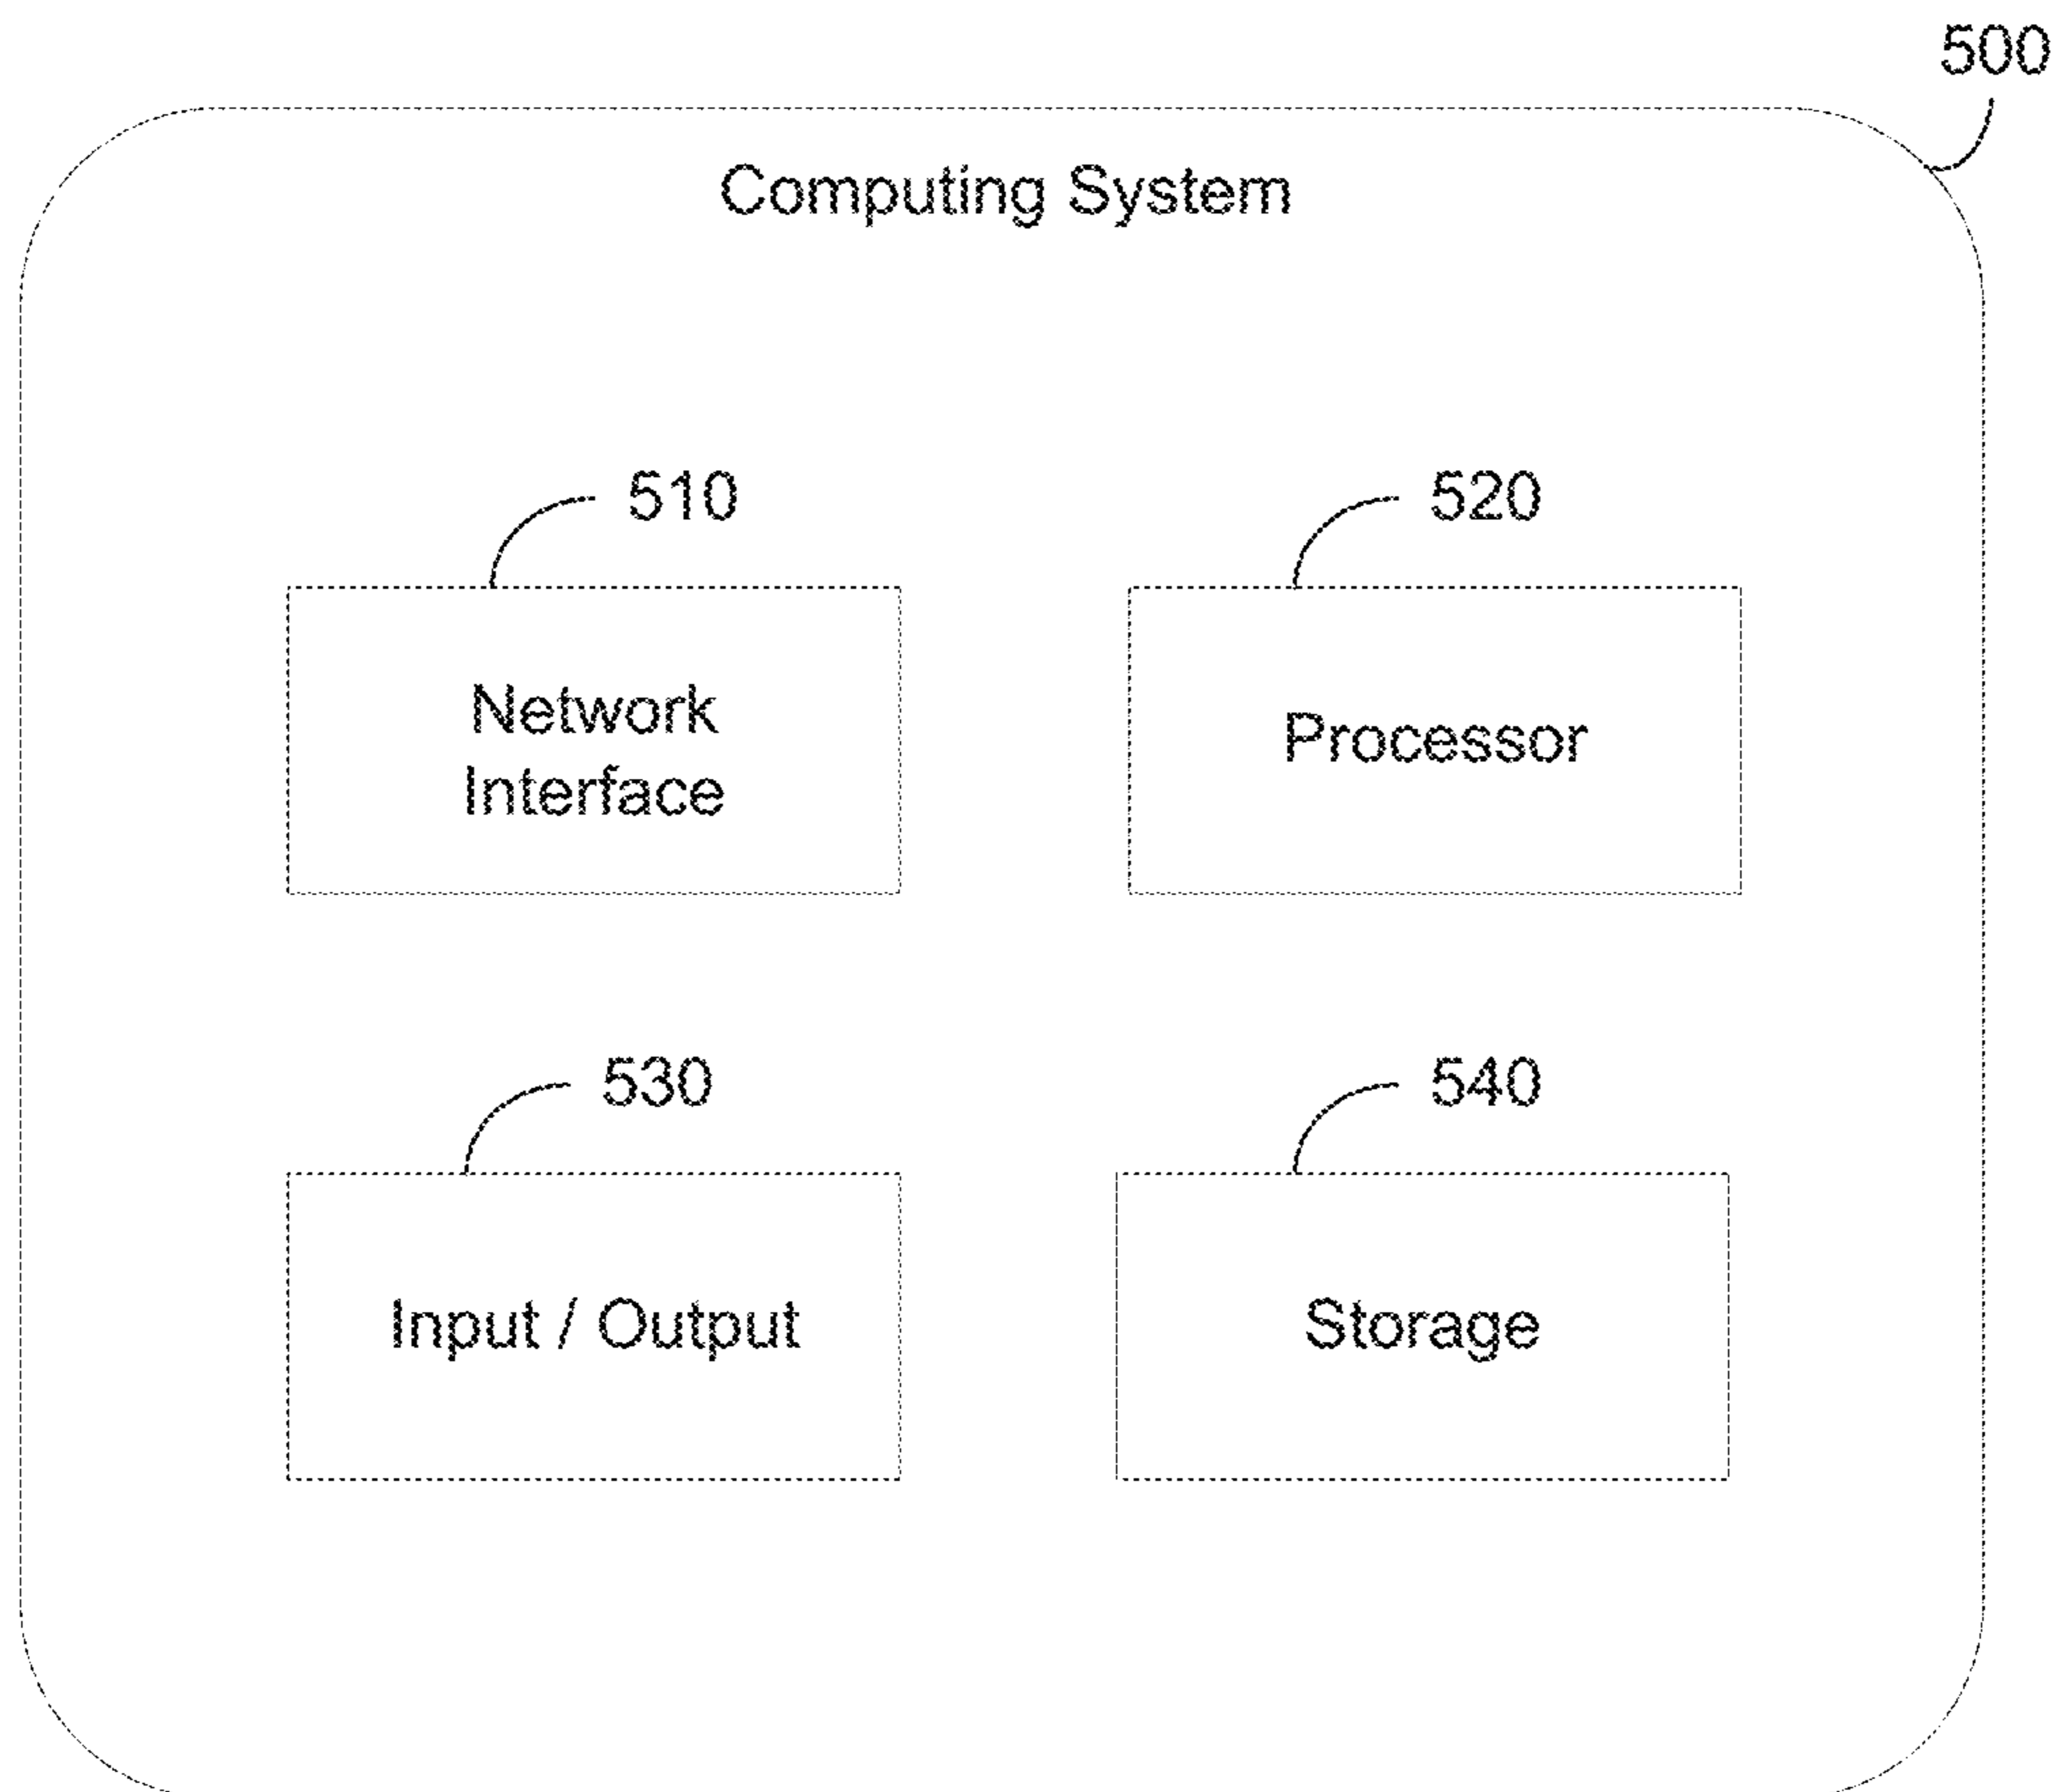 500
Computing System
510
520
Network
Interface
Processor
530
540
Input / Output
Storage